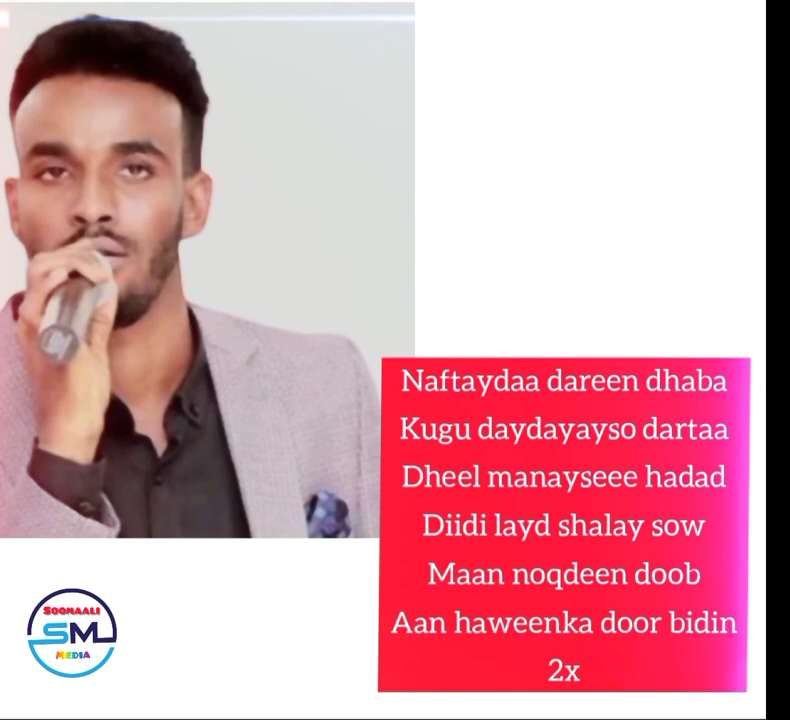 Naftaydaa dareen dhaba
Kugu daydayayso dartaa
Dheel manayseee hadad
Diidi layd shalay sow
Maan noqdeen doob
Aan haweenka door bidin
2x
SOOMAALI
SM
MEDIA